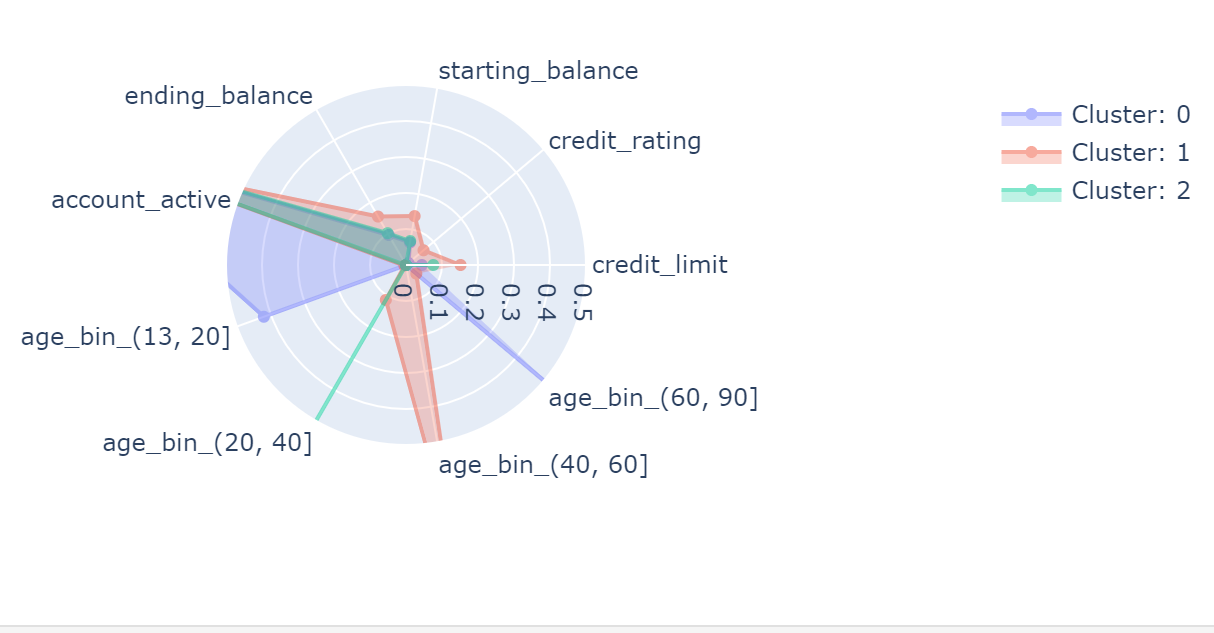 starting_balance
ending_balance
credit_rating
account_active
credit_limit
0
0.1
0.2
0.3
0.4
0.5
age_bin_(13, 20]
age_bin_(60, 90]
age_bin_(20, 40]
age_bin_(40, 60]
Cluster: 0
Cluster: 1
Cluster: 2